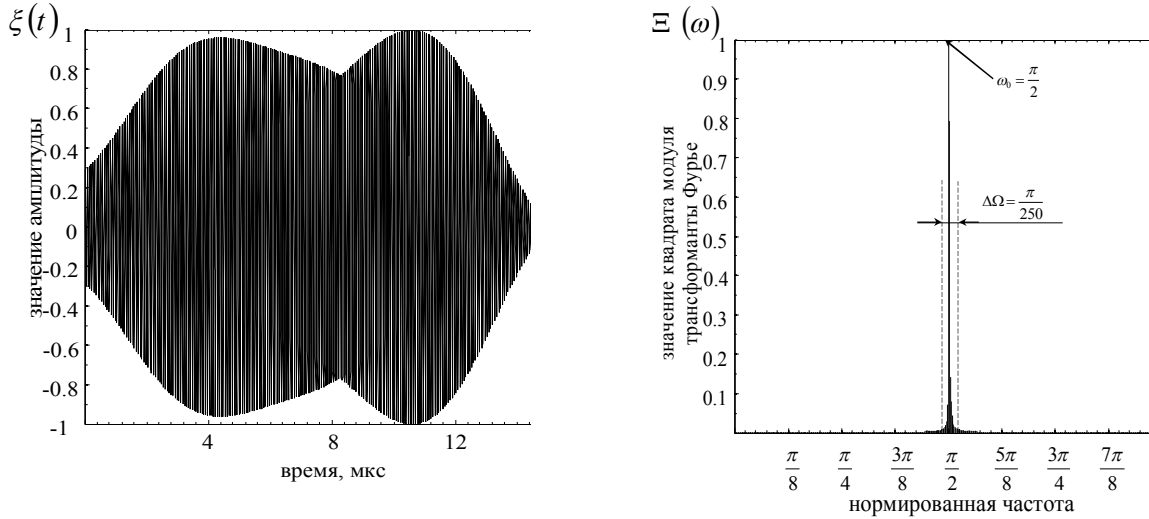 ξ(t)
1
0.8
0.6
0.4
0.2
0
-0.2
-0.4
-0.6
-0.8
-1
значение амплитуды
4 8 12
время, мкс
Ξ (ω)
1
0.9
0.8
0.7
0.6
0.5
0.4
0.3
0.2
0.1
значение квадрата модуля
трансформанты Фурье
ω₀ = π/2
ΔΩ = π/250
π/8 π/4 3π/8 π/2 5π/8 3π/4 7π/8
нормированная частота